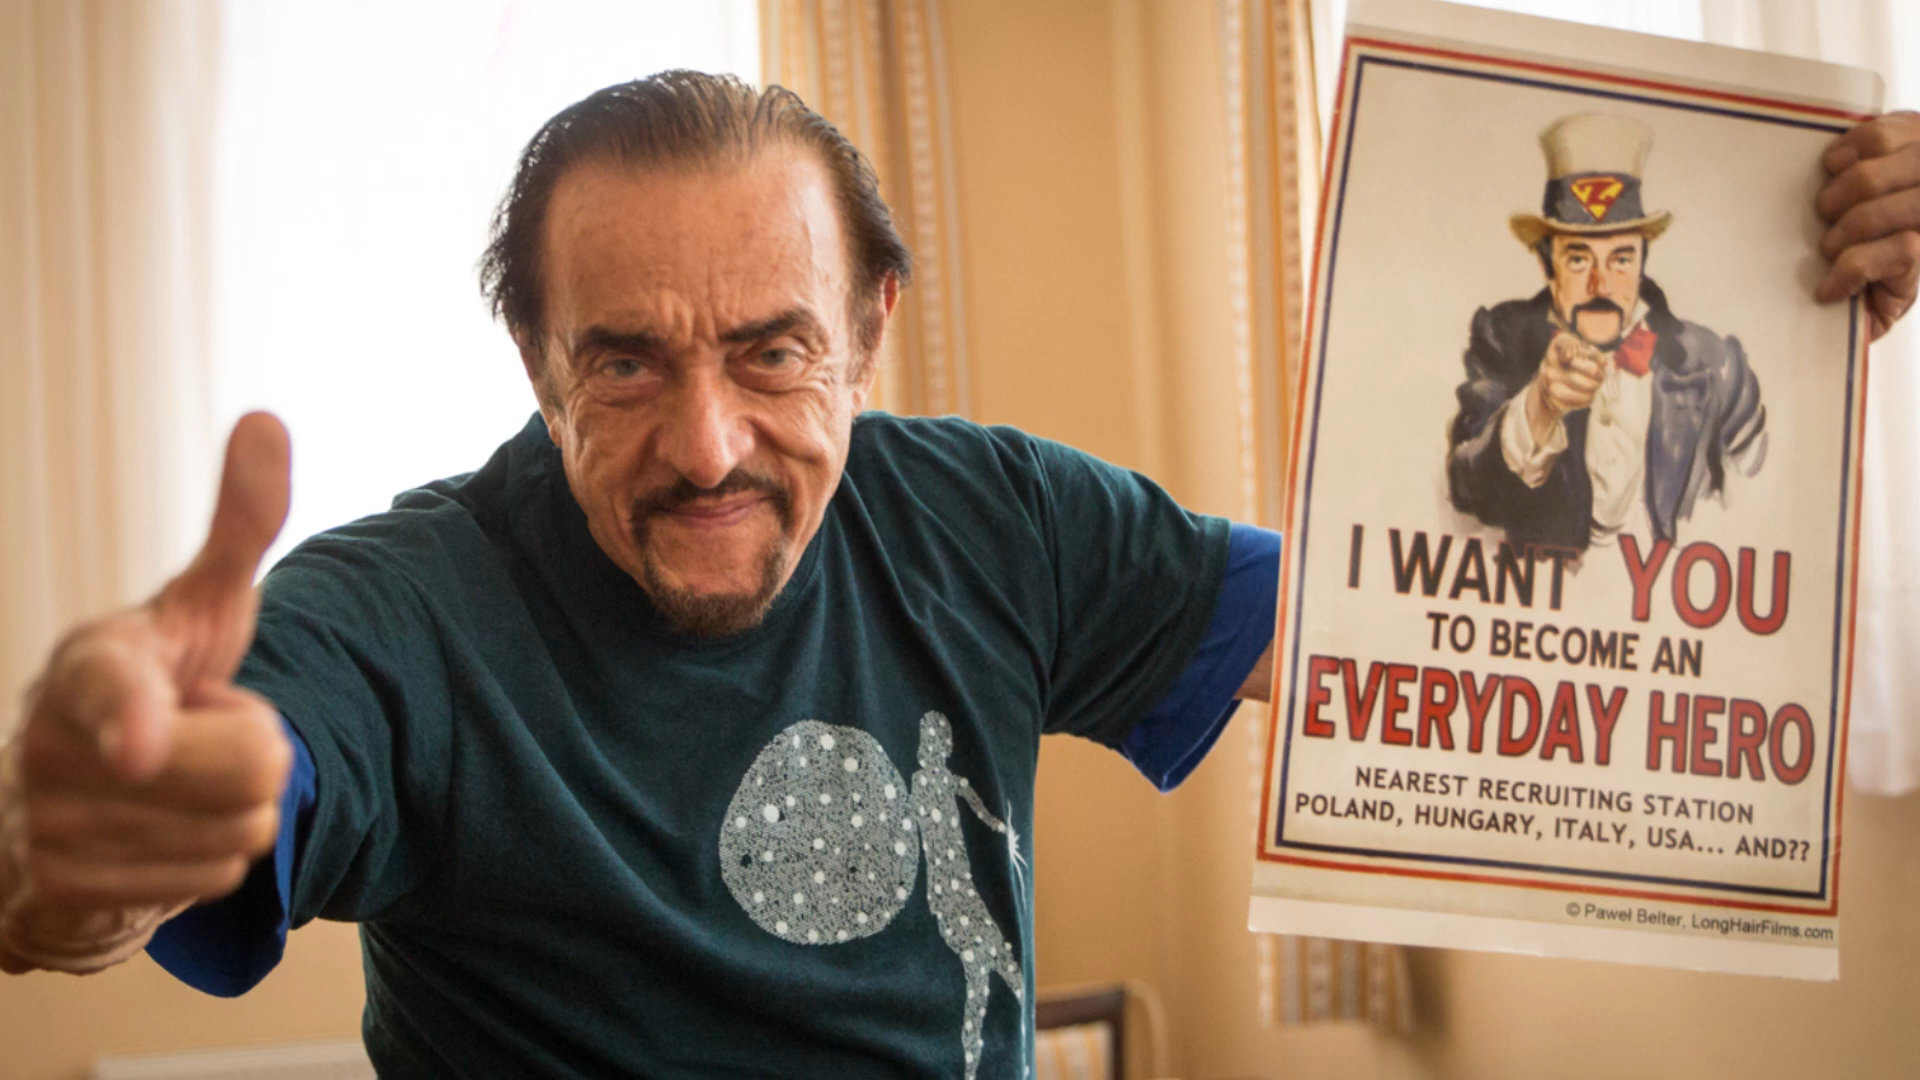 Z
I WANT YOU
TO BECOME AN
EVERYDAY HERO
NEAREST RECRUITING STATION
POLAND, HUNGARY, ITALY, USA... AND??
© Paweł Belter, LongHairFilms.com